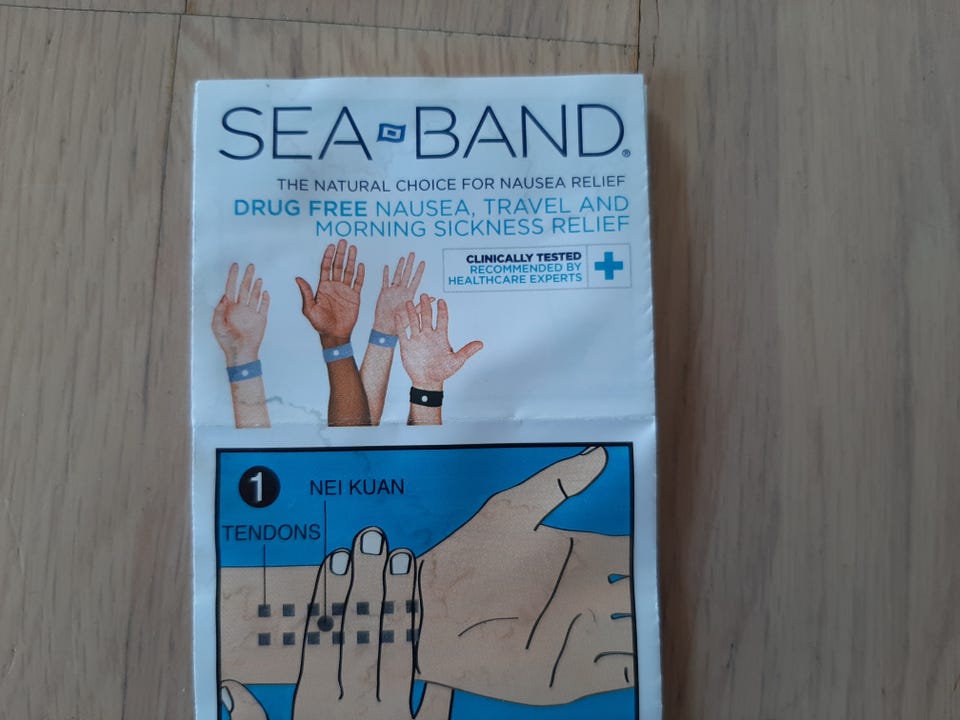 SEA-BAND®
THE NATURAL CHOICE FOR NAUSEA RELIEF
DRUG FREE NAUSEA, TRAVEL AND
MORNING SICKNESS RELIEF
CLINICALLY TESTED
RECOMMENDED BY
HEALTHCARE EXPERTS
1
NEI KUAN
TENDONS